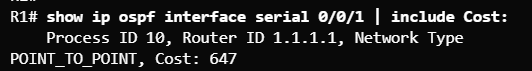 R1# show ip ospf interface serial 0/0/1 | include Cost:
Process ID 10, Router ID 1.1.1.1, Network Type
POINT_TO_POINT, Cost: 647